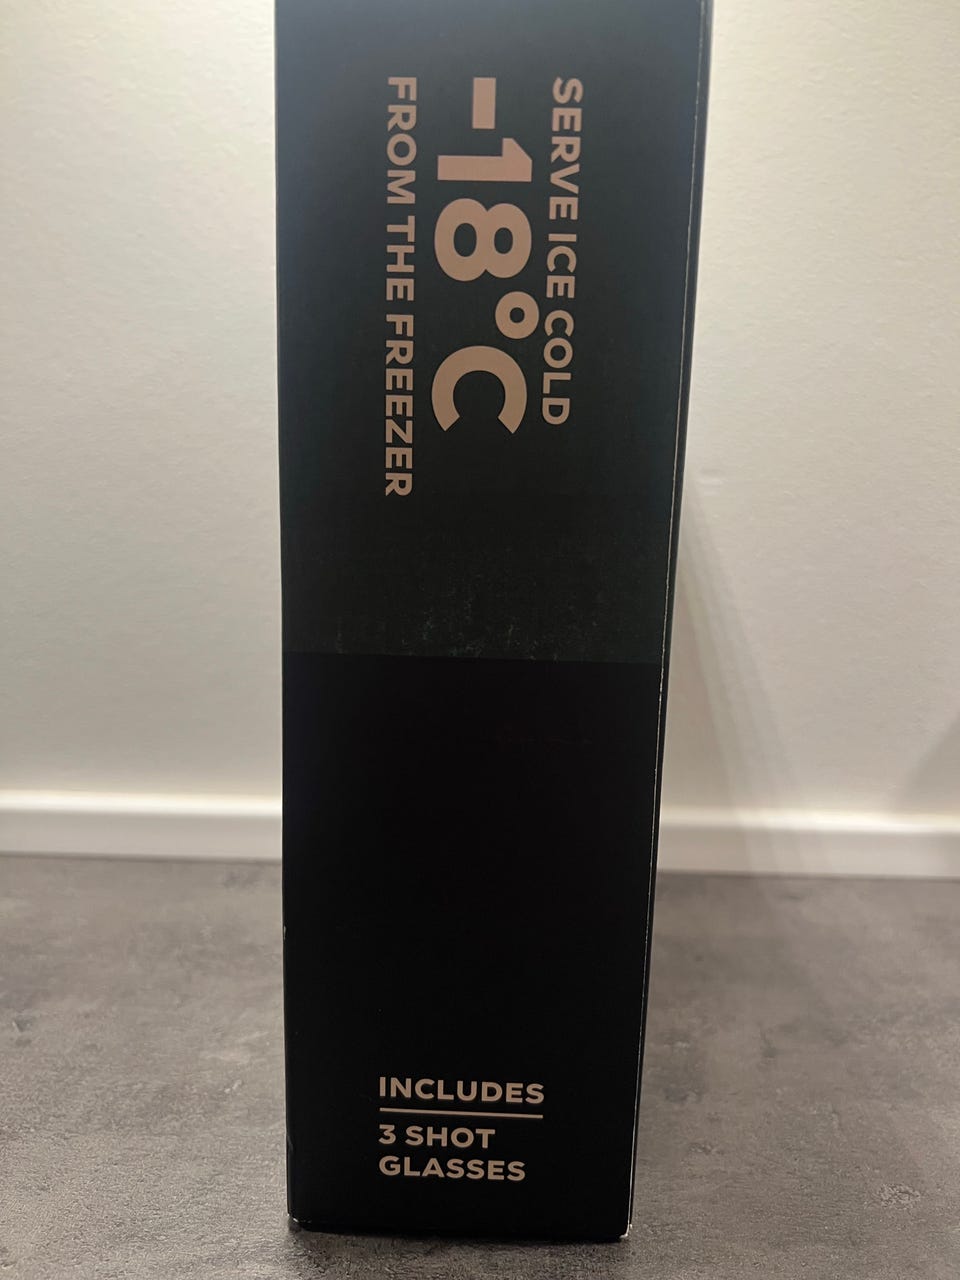 SERVE ICE COLD
-18°C
FROM THE FREEZER
INCLUDES
3 SHOT
GLASSES